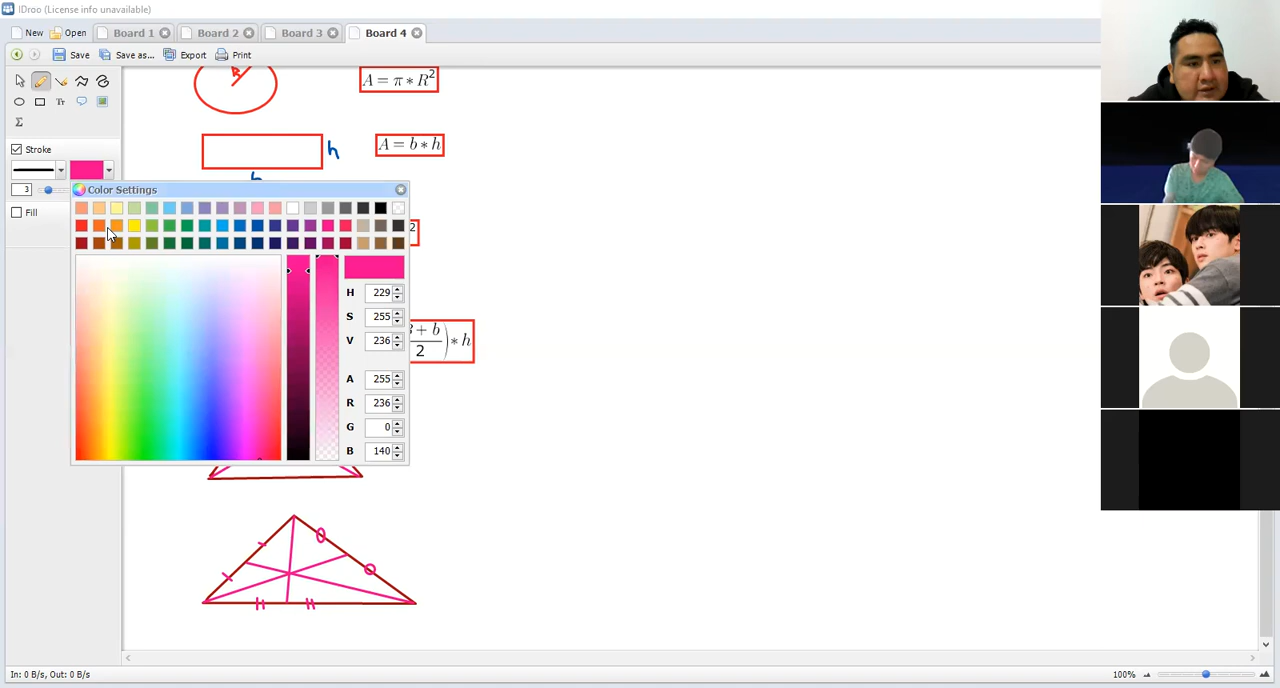 IDroo (License info unavailable)
New Open Board 1 Board 2 Board 3 Board 4
Save Save as... Export Print
Tr
Σ
R
A = π * R²
Stroke
h
A = b * h
3
Color Settings
Fill
2
H 229
S 255
V 236
+ b
2
) * h
A 255
R 236
G 0
B 140
In: 0 B/s, Out: 0 B/s
100%